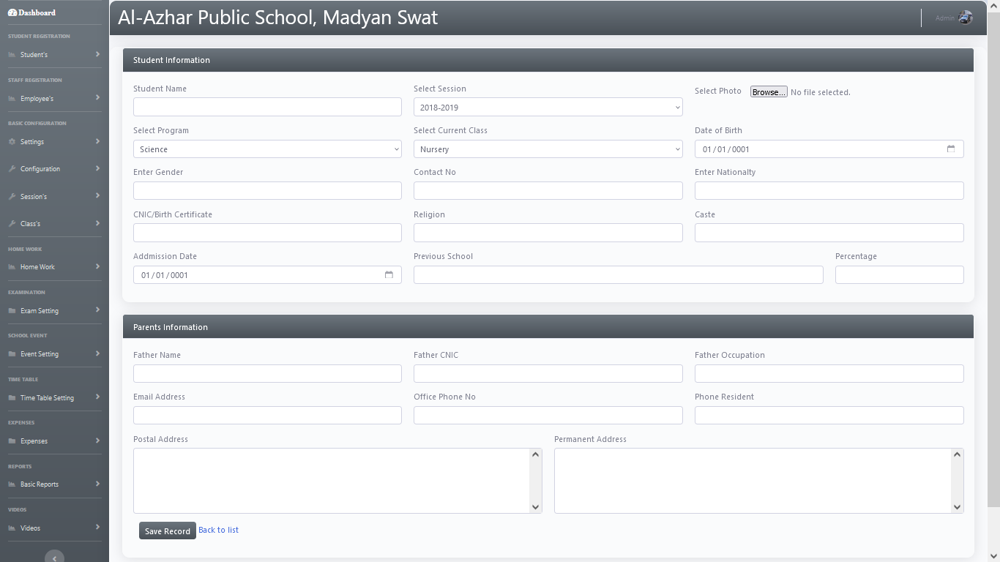 Dashboard
STUDENT REGISTRATION
Student's
STAFF REGISTRATION
Employee's
BASIC CONFIGURATION
Settings
Configuration
Session's
Class's
HOME WORK
Home Work
EXAMINATION
Exam Setting
SCHOOL EVENT
Event Setting
TIME TABLE
Time Table Setting
EXPENSES
Expenses
REPORTS
Basic Reports
VIDEOS
Videos
Al-Azhar Public School, Madyan Swat
Admin
Student Information
Student Name
Select Session
Select Photo Browse... No file selected.
2018-2019
Select Program
Select Current Class
Date of Birth
Science
Nursery
01/01/0001
Enter Gender
Contact No
Enter Nationalty
CNIC/Birth Certificate
Religion
Caste
Addmission Date
Previous School
Percentage
01/01/0001
Parents Information
Father Name
Father CNIC
Father Occupation
Email Address
Office Phone No
Phone Resident
Postal Address
Permanent Address
Save Record Back to list